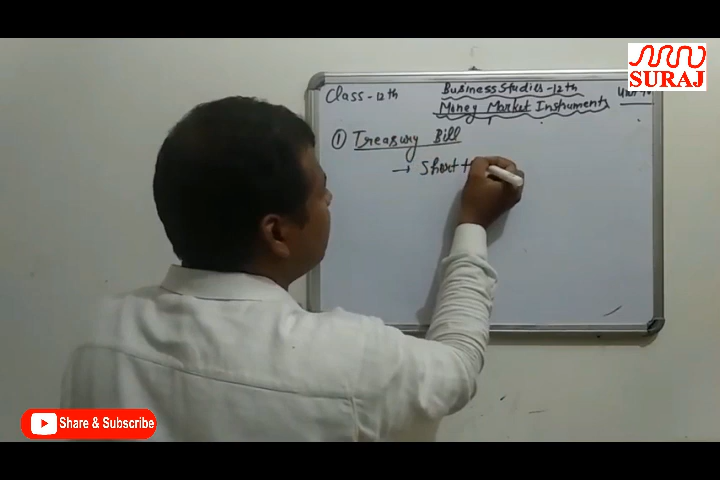 SURAJ
Class-12th
Business Studies-12th
Money Market Instruments
① Treasury Bill
→ Short
Share & Subscribe